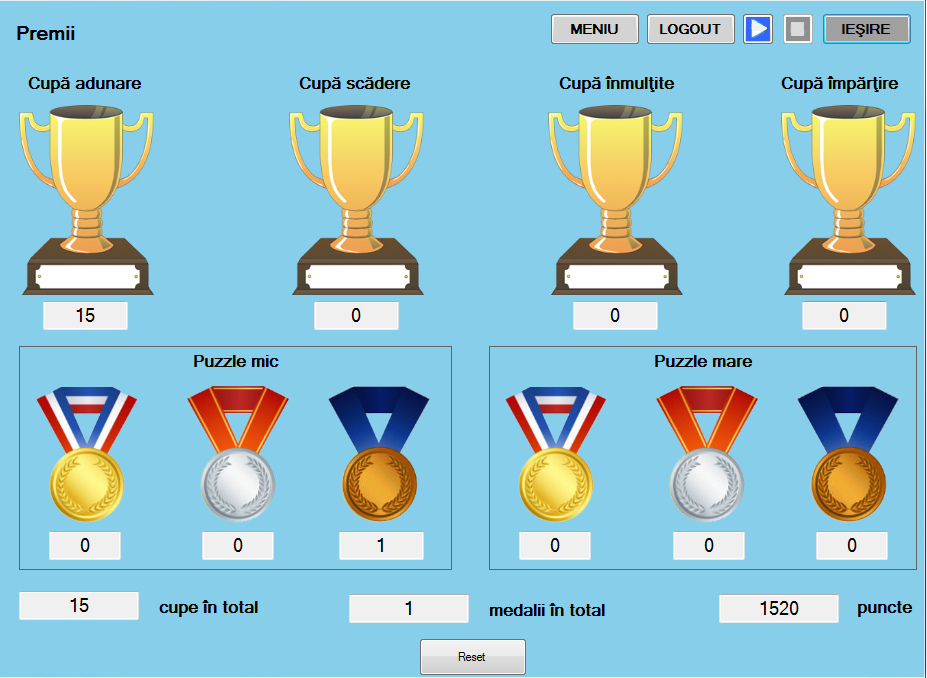 Premii
MENIU LOGOUT IEŞIRE
Cupă adunare Cupă scădere Cupă înmulţite Cupă împărţire
15 0 0 0
Puzzle mic Puzzle mare
0 0 1 0 0 0
15 cupe în total 1 medalii în total 1520 puncte
Reset